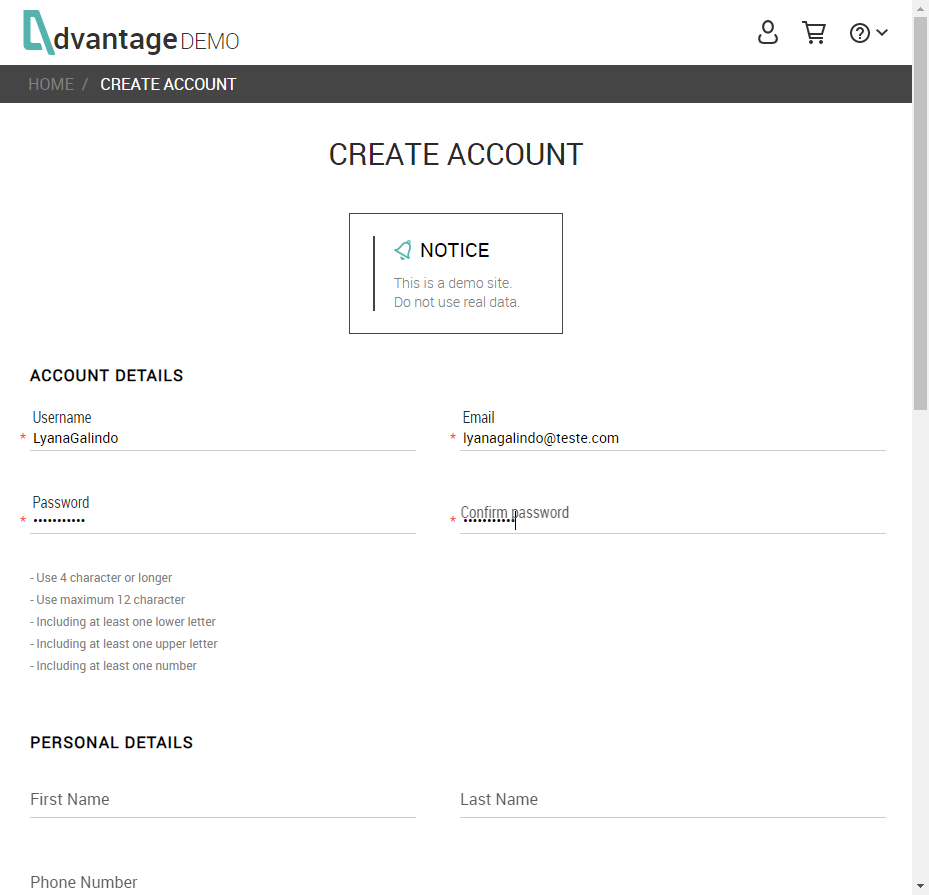 dvantage DEMO
HOME / CREATE ACCOUNT
CREATE ACCOUNT
NOTICE
This is a demo site.
Do not use real data.
ACCOUNT DETAILS
Username Email
* LyanaGalindo * lyanagalindo@teste.com
Password Confirm password
* ••••••••••• * •••••••••••
- Use 4 character or longer
- Use maximum 12 character
- Including at least one lower letter
- Including at least one upper letter
- Including at least one number
PERSONAL DETAILS
First Name Last Name
Phone Number